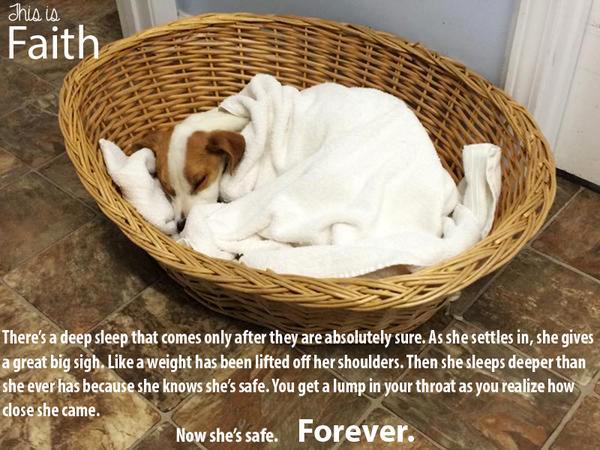 This is
Faith
There's a deep sleep that comes only after they are absolutely sure. As she settles in, she gives
a great big sigh. Like a weight has been lifted off her shoulders. Then she sleeps deeper than
she ever has because she knows she's safe. You get a lump in your throat as you realize how
close she came.
Now she's safe. Forever.